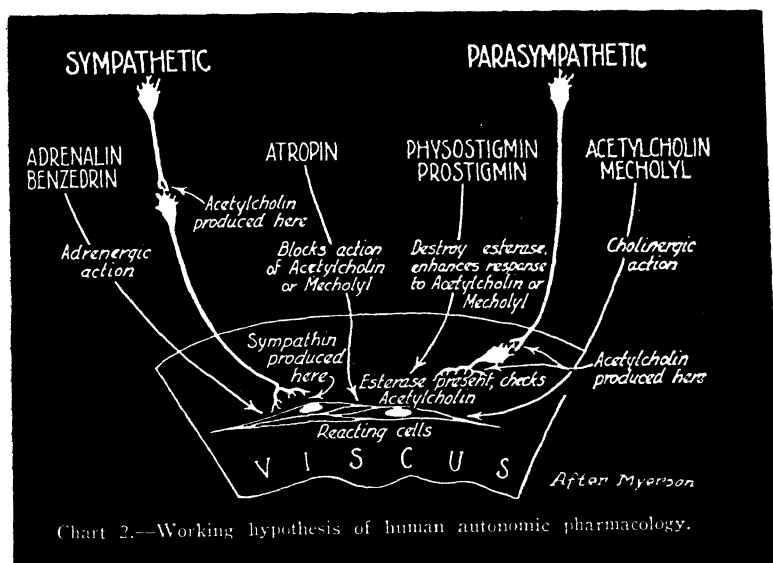 SYMPATHETIC
PARASYMPATHETIC
ADRENALIN
BENZEDRIN
ATROPIN
PHYSOSTIGMIN
PROSTIGMIN
ACETYLCHOLIN
MECHOLYL
Acetylcholin
produced here
Adrenergic
action
Blocks action
of Acetylcholin
or Mecholyl
Destroy esterase,
enhances response
to Acetylcholin or
Mecholyl
Cholinergic
action
Sympathin
produced
here
Esterase present, checks
Acetylcholin
Acetylcholin
produced here
Reacting cells
VISCUS
After Myerson
Chart 2.—Working hypothesis of human autonomic pharmacology.